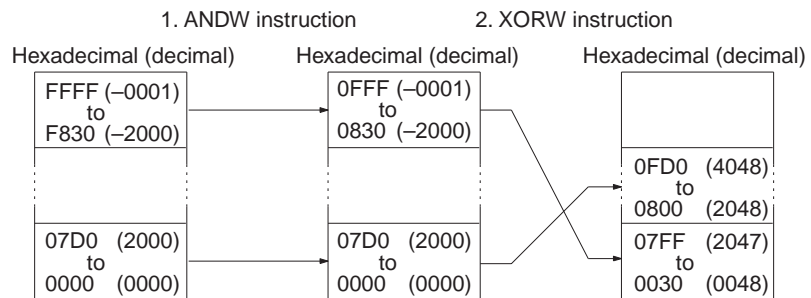 1. ANDW instruction 2. XORW instruction
Hexadecimal (decimal) Hexadecimal (decimal) Hexadecimal (decimal)
FFFF (–0001)
to
F830 (–2000)
07D0 (2000)
to
0000 (0000)
0FFF (–0001)
to
0830 (–2000)
07D0 (2000)
to
0000 (0000)
0FD0 (4048)
to
0800 (2048)
07FF (2047)
to
0030 (0048)